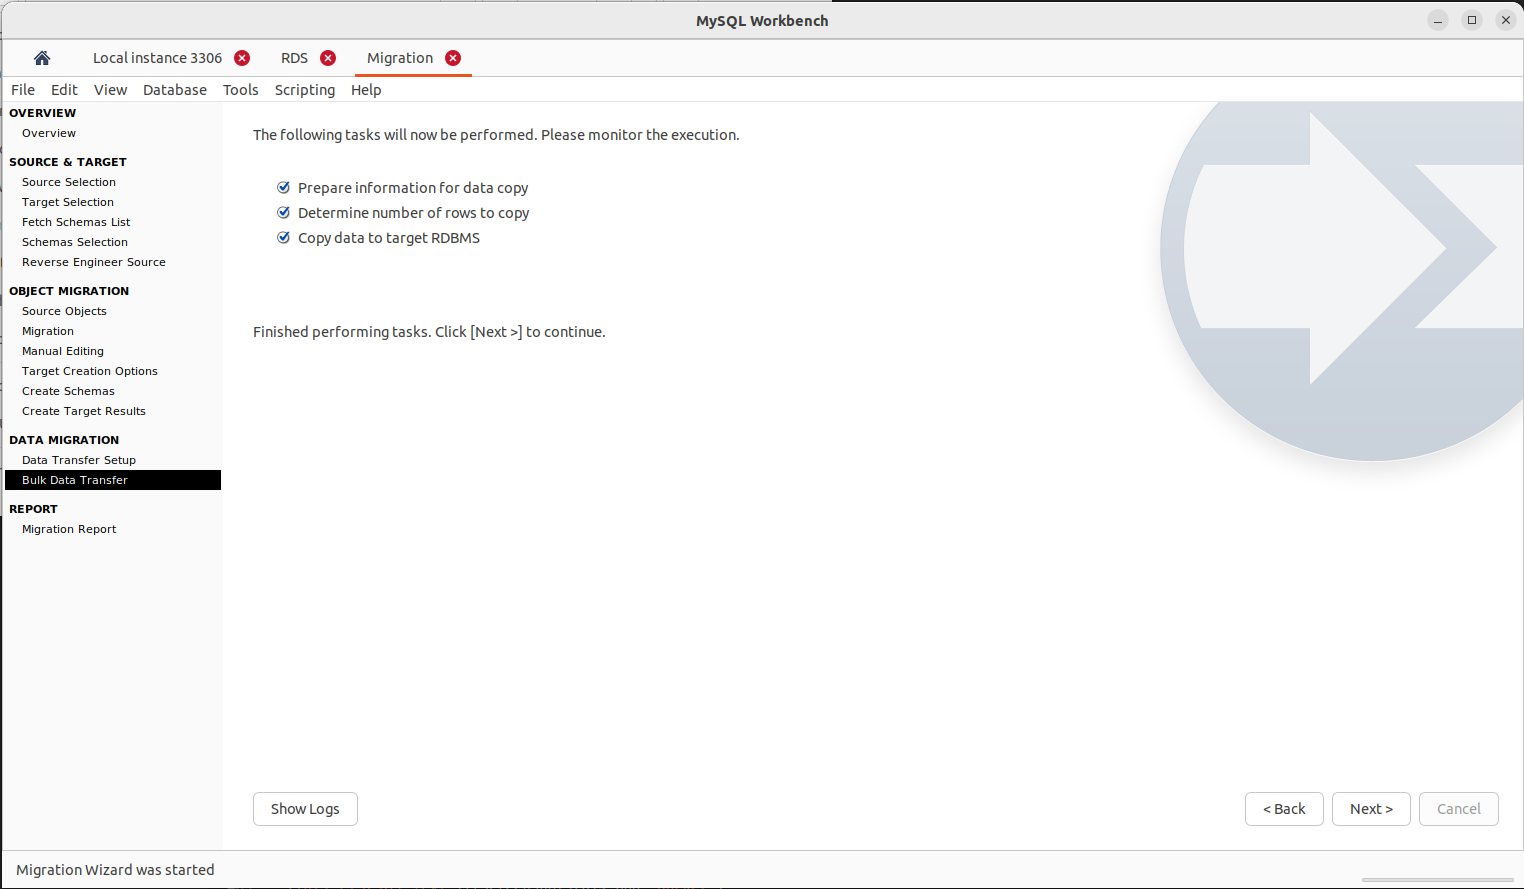 MySQL Workbench
Local instance 3306 RDS Migration
File Edit View Database Tools Scripting Help
OVERVIEW
Overview
SOURCE & TARGET
Source Selection
Target Selection
Fetch Schemas List
Schemas Selection
Reverse Engineer Source
OBJECT MIGRATION
Source Objects
Migration
Manual Editing
Target Creation Options
Create Schemas
Create Target Results
DATA MIGRATION
Data Transfer Setup
Bulk Data Transfer
REPORT
Migration Report
The following tasks will now be performed. Please monitor the execution.
Prepare information for data copy
Determine number of rows to copy
Copy data to target RDBMS
Finished performing tasks. Click [Next >] to continue.
Show Logs < Back Next > Cancel
Migration Wizard was started